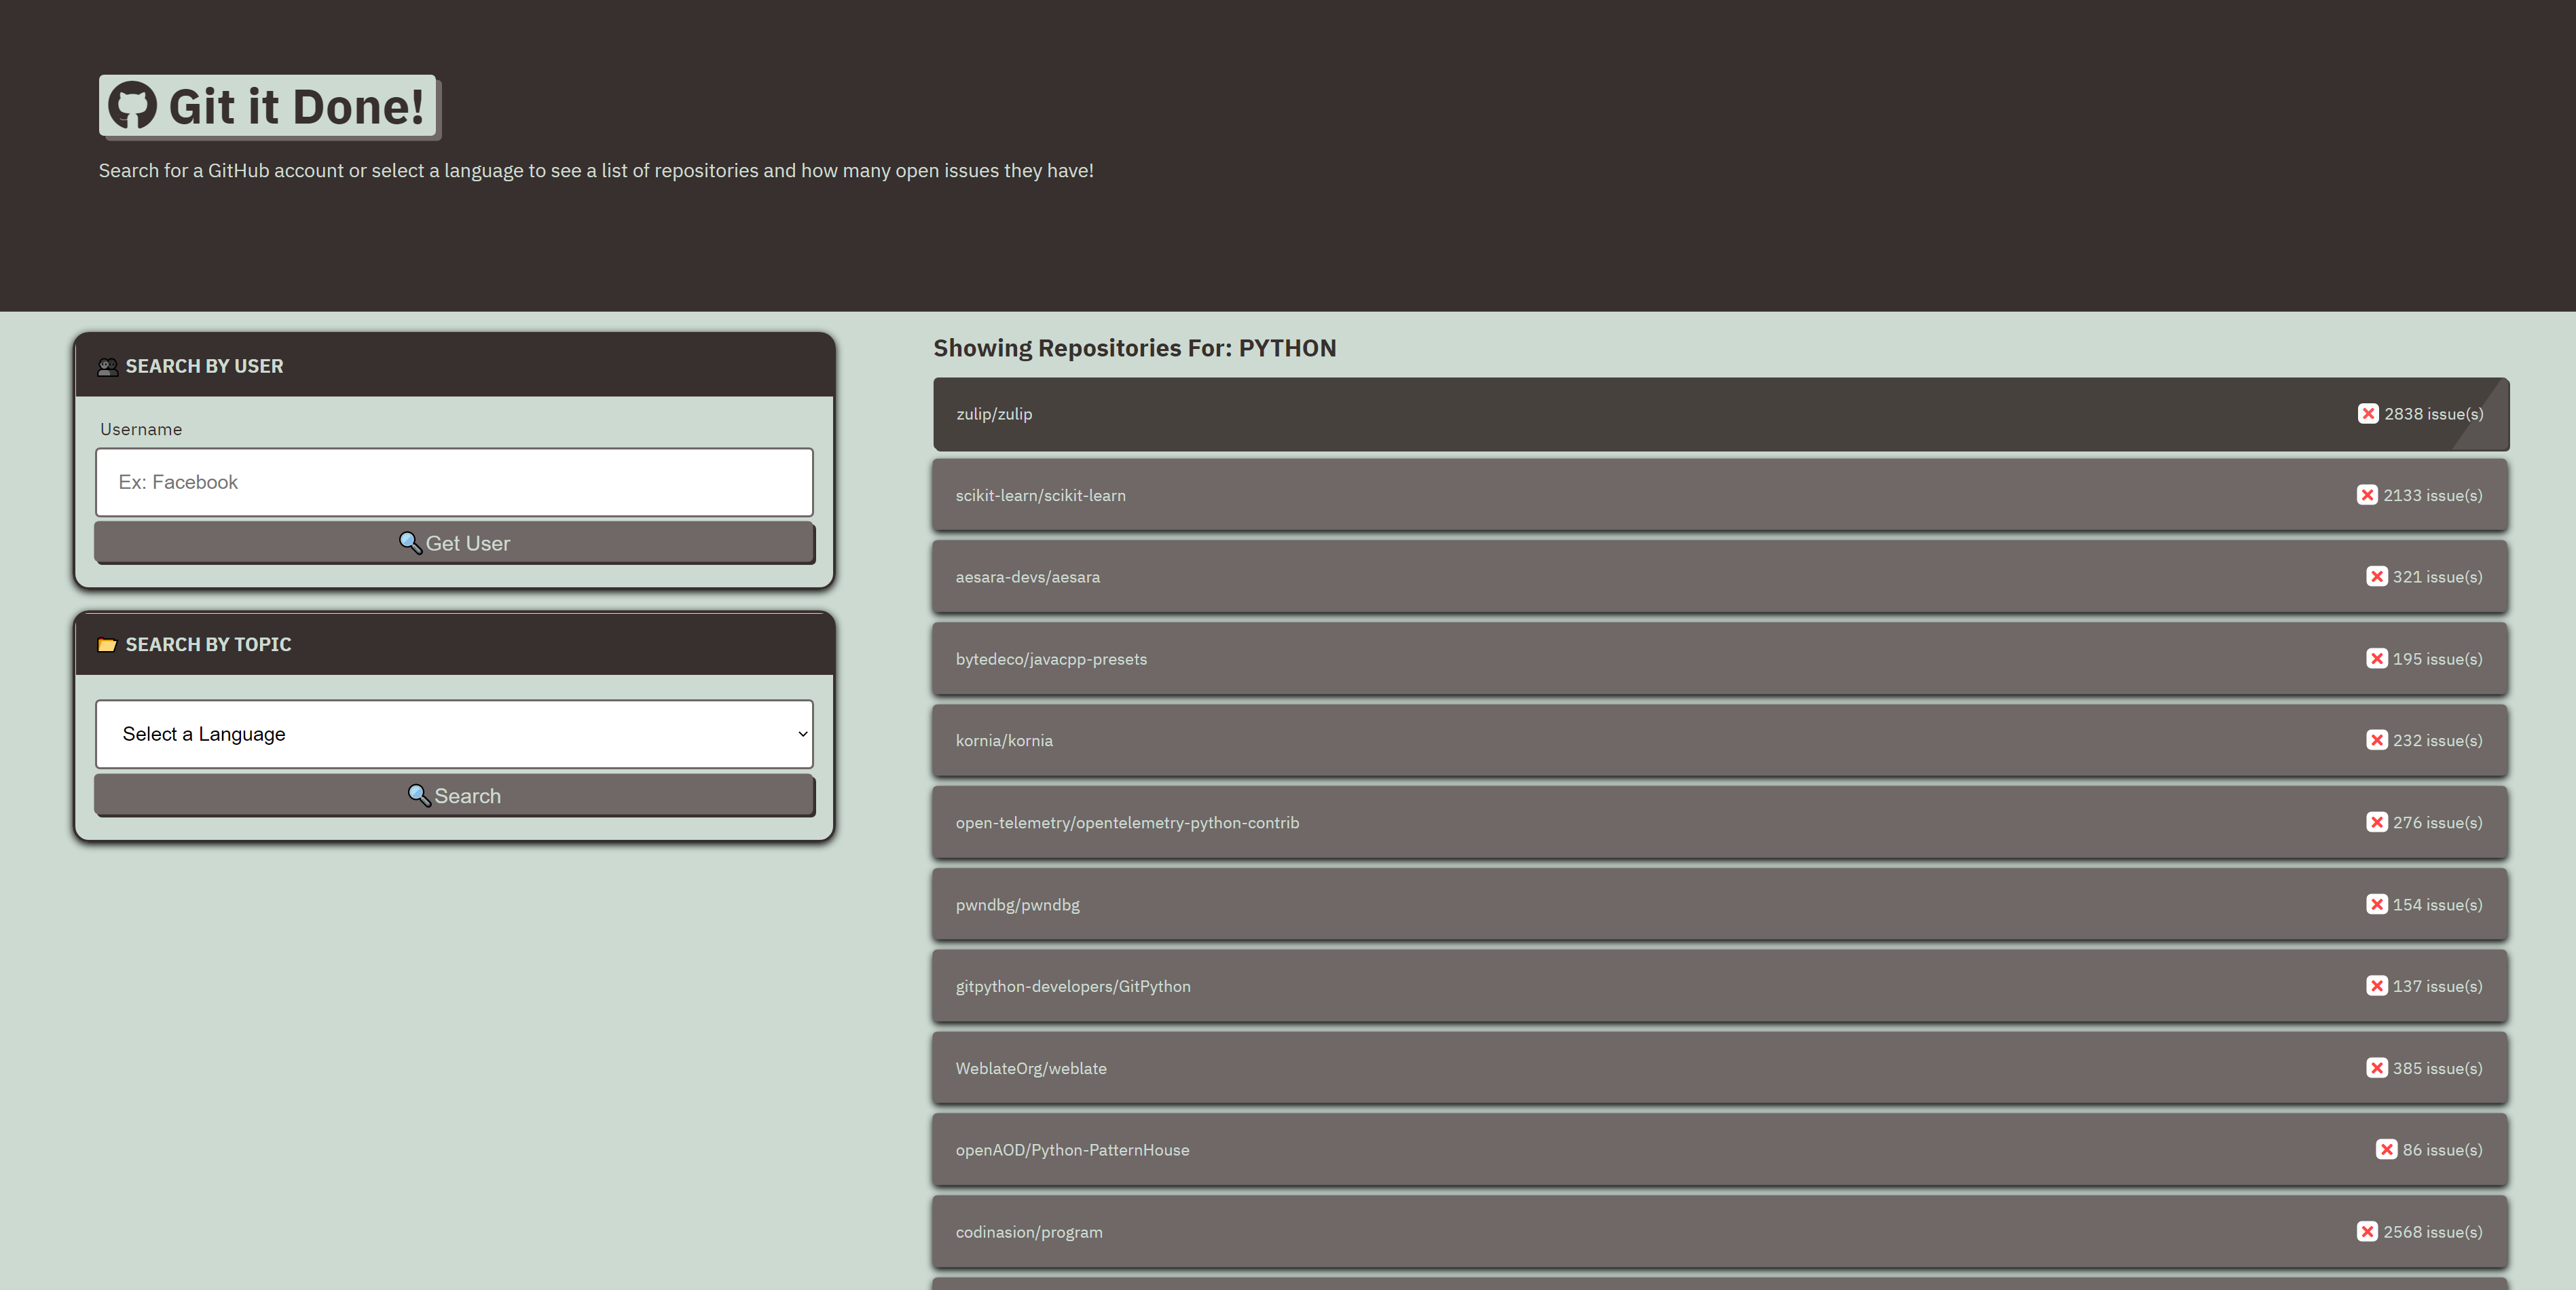 Git it Done!
Search for a GitHub account or select a language to see a list of repositories and how many open issues they have!
SEARCH BY USER
Username
Ex: Facebook
Get User
SEARCH BY TOPIC
Select a Language
Search
Showing Repositories For: PYTHON
zulip/zulip 2838 issue(s)
scikit-learn/scikit-learn 2133 issue(s)
aesara-devs/aesara 321 issue(s)
bytedeco/javacpp-presets 195 issue(s)
kornia/kornia 232 issue(s)
open-telemetry/opentelemetry-python-contrib 276 issue(s)
pwndbg/pwndbg 154 issue(s)
gitpython-developers/GitPython 137 issue(s)
WeblateOrg/weblate 385 issue(s)
openAOD/Python-PatternHouse 86 issue(s)
codinasion/program 2568 issue(s)